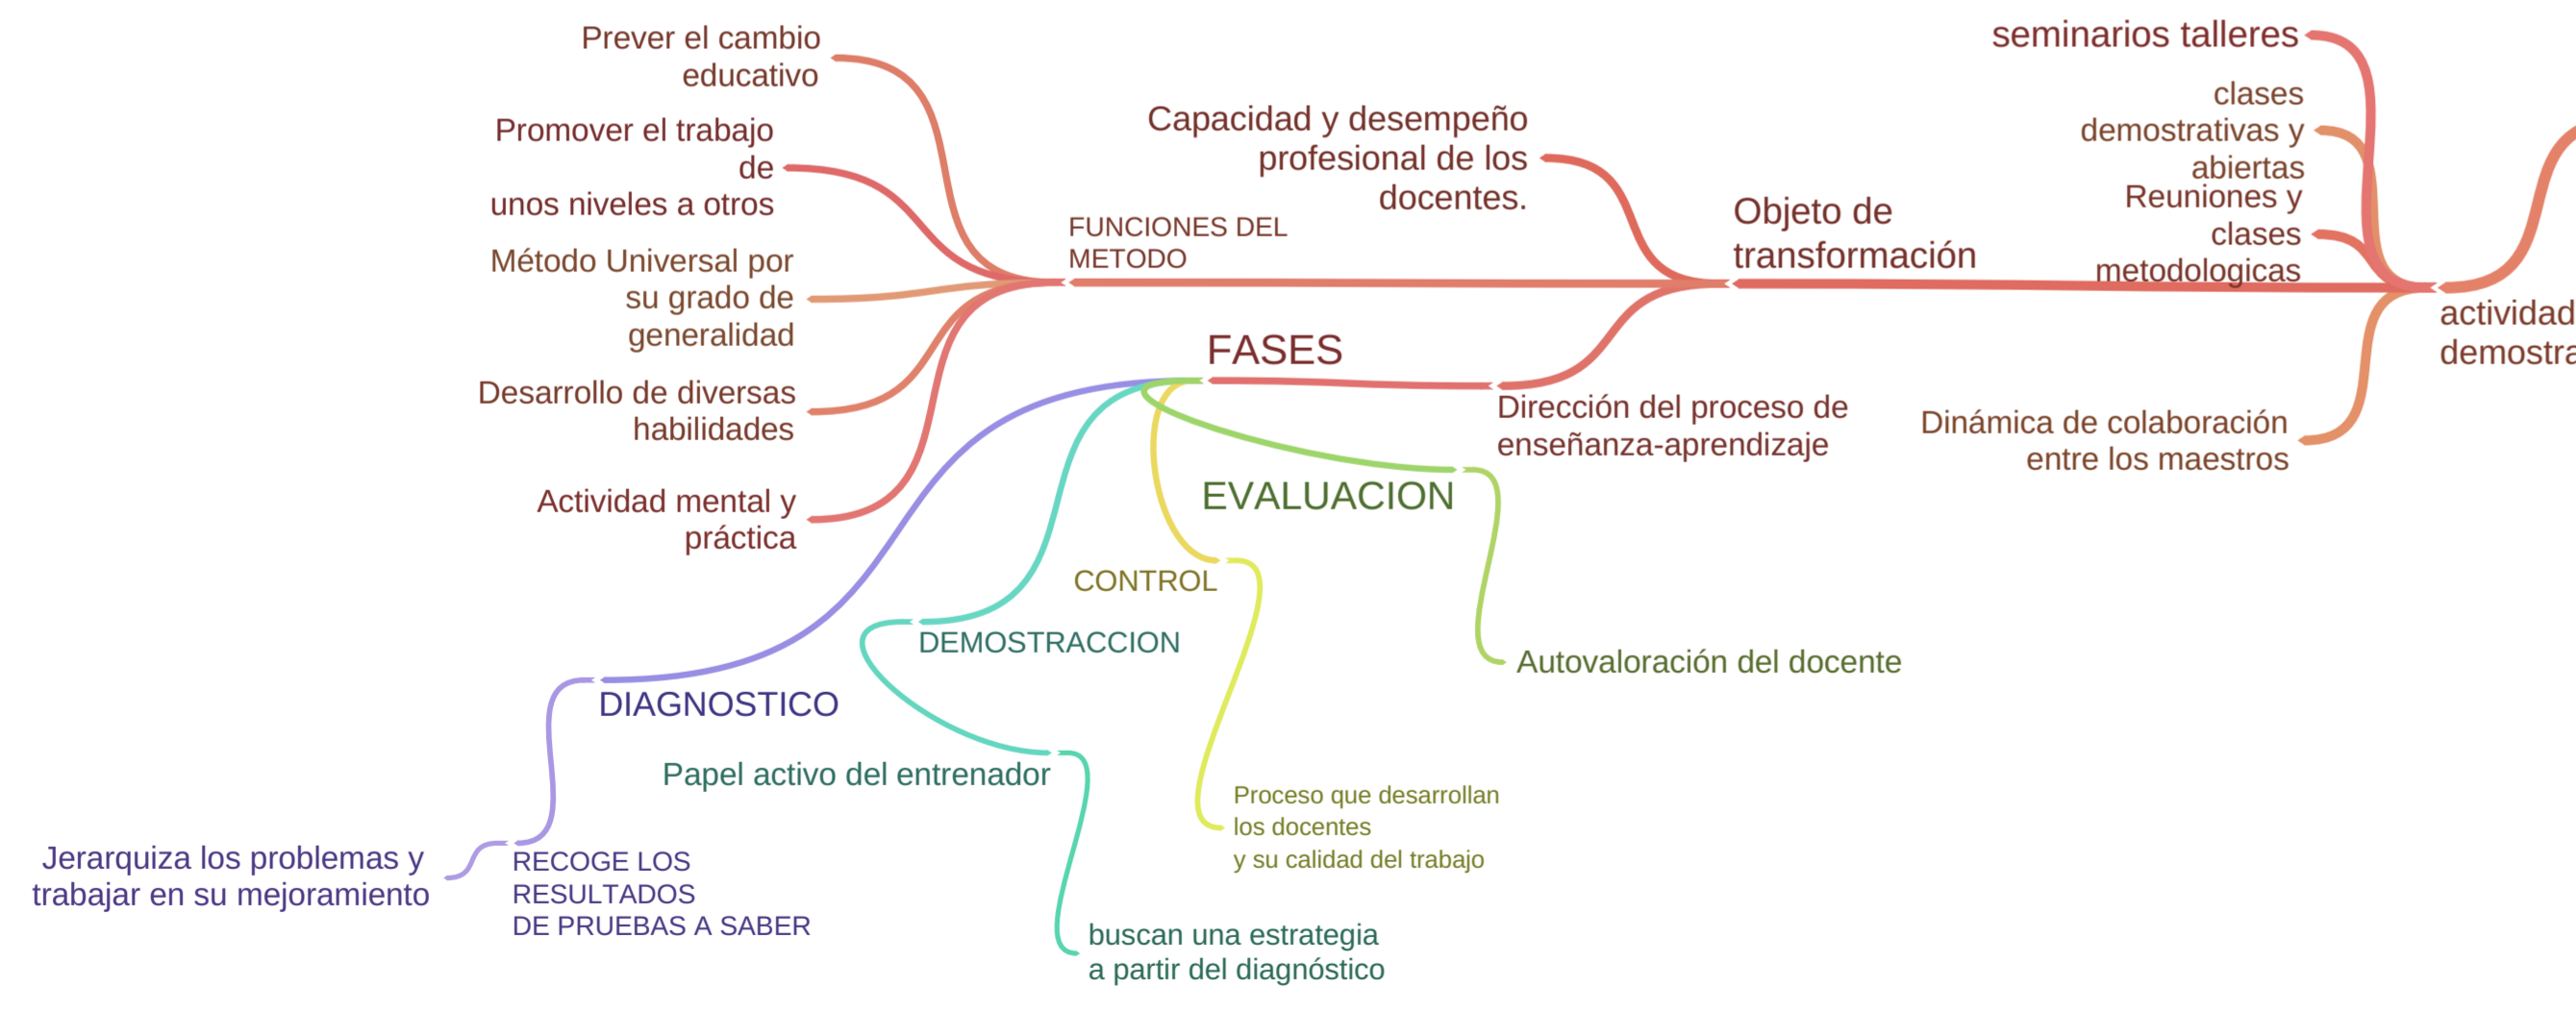 Prever el cambio
educativo
Promover el trabajo
de
unos niveles a otros
Método Universal por
su grado de
generalidad
Desarrollo de diversas
habilidades
Actividad mental y
práctica
FUNCIONES DEL
METODO
Capacidad y desempeño
profesional de los
docentes.
Objeto de
transformación
seminarios talleres
clases
demostrativas y
abiertas
Reuniones y
clases
metodologicas
Dinámica de colaboración
entre los maestros
actividad
demostra
FASES
Dirección del proceso de
enseñanza-aprendizaje
EVALUACION
Autovaloración del docente
CONTROL
Proceso que desarrollan
los docentes
y su calidad del trabajo
DEMOSTRACCION
Papel activo del entrenador
buscan una estrategia
a partir del diagnóstico
DIAGNOSTICO
RECOGE LOS
RESULTADOS
DE PRUEBAS A SABER
Jerarquiza los problemas y
trabajar en su mejoramiento